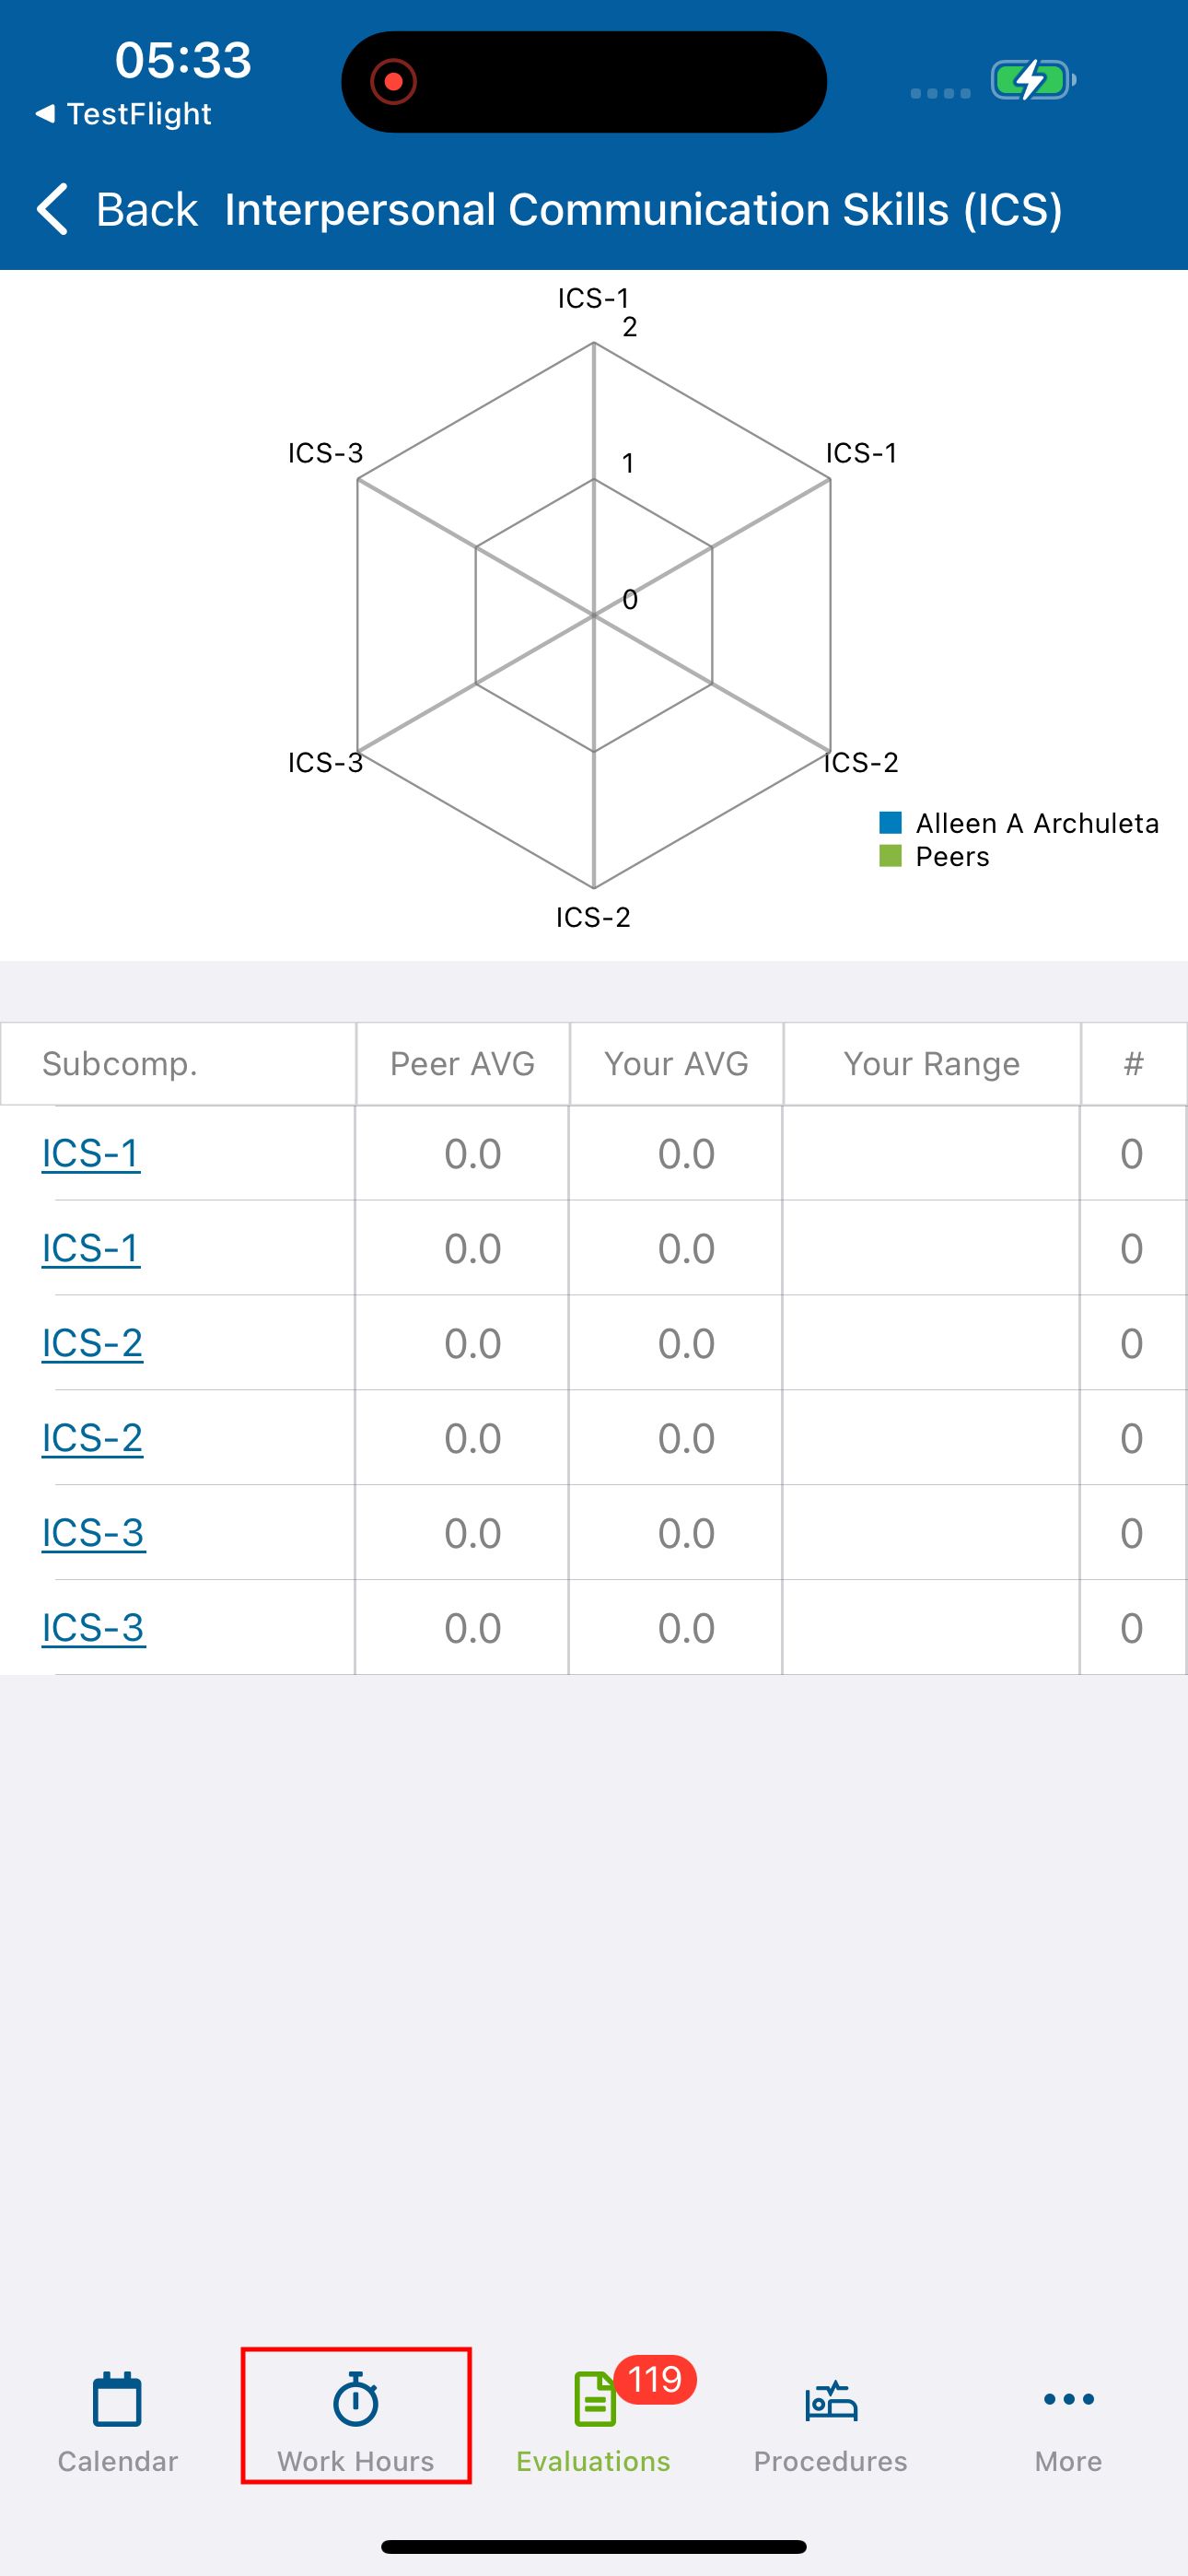 05:33
TestFlight
Back Interpersonal Communication Skills (ICS)
ICS-1
2
ICS-3 1 ICS-1
0
ICS-3 ICS-2
Alleen A Archuleta
Peers
ICS-2
Subcomp. Peer AVG Your AVG Your Range #
ICS-1 0.0 0.0 0
ICS-1 0.0 0.0 0
ICS-2 0.0 0.0 0
ICS-2 0.0 0.0 0
ICS-3 0.0 0.0 0
ICS-3 0.0 0.0 0
119
Calendar Work Hours Evaluations Procedures More